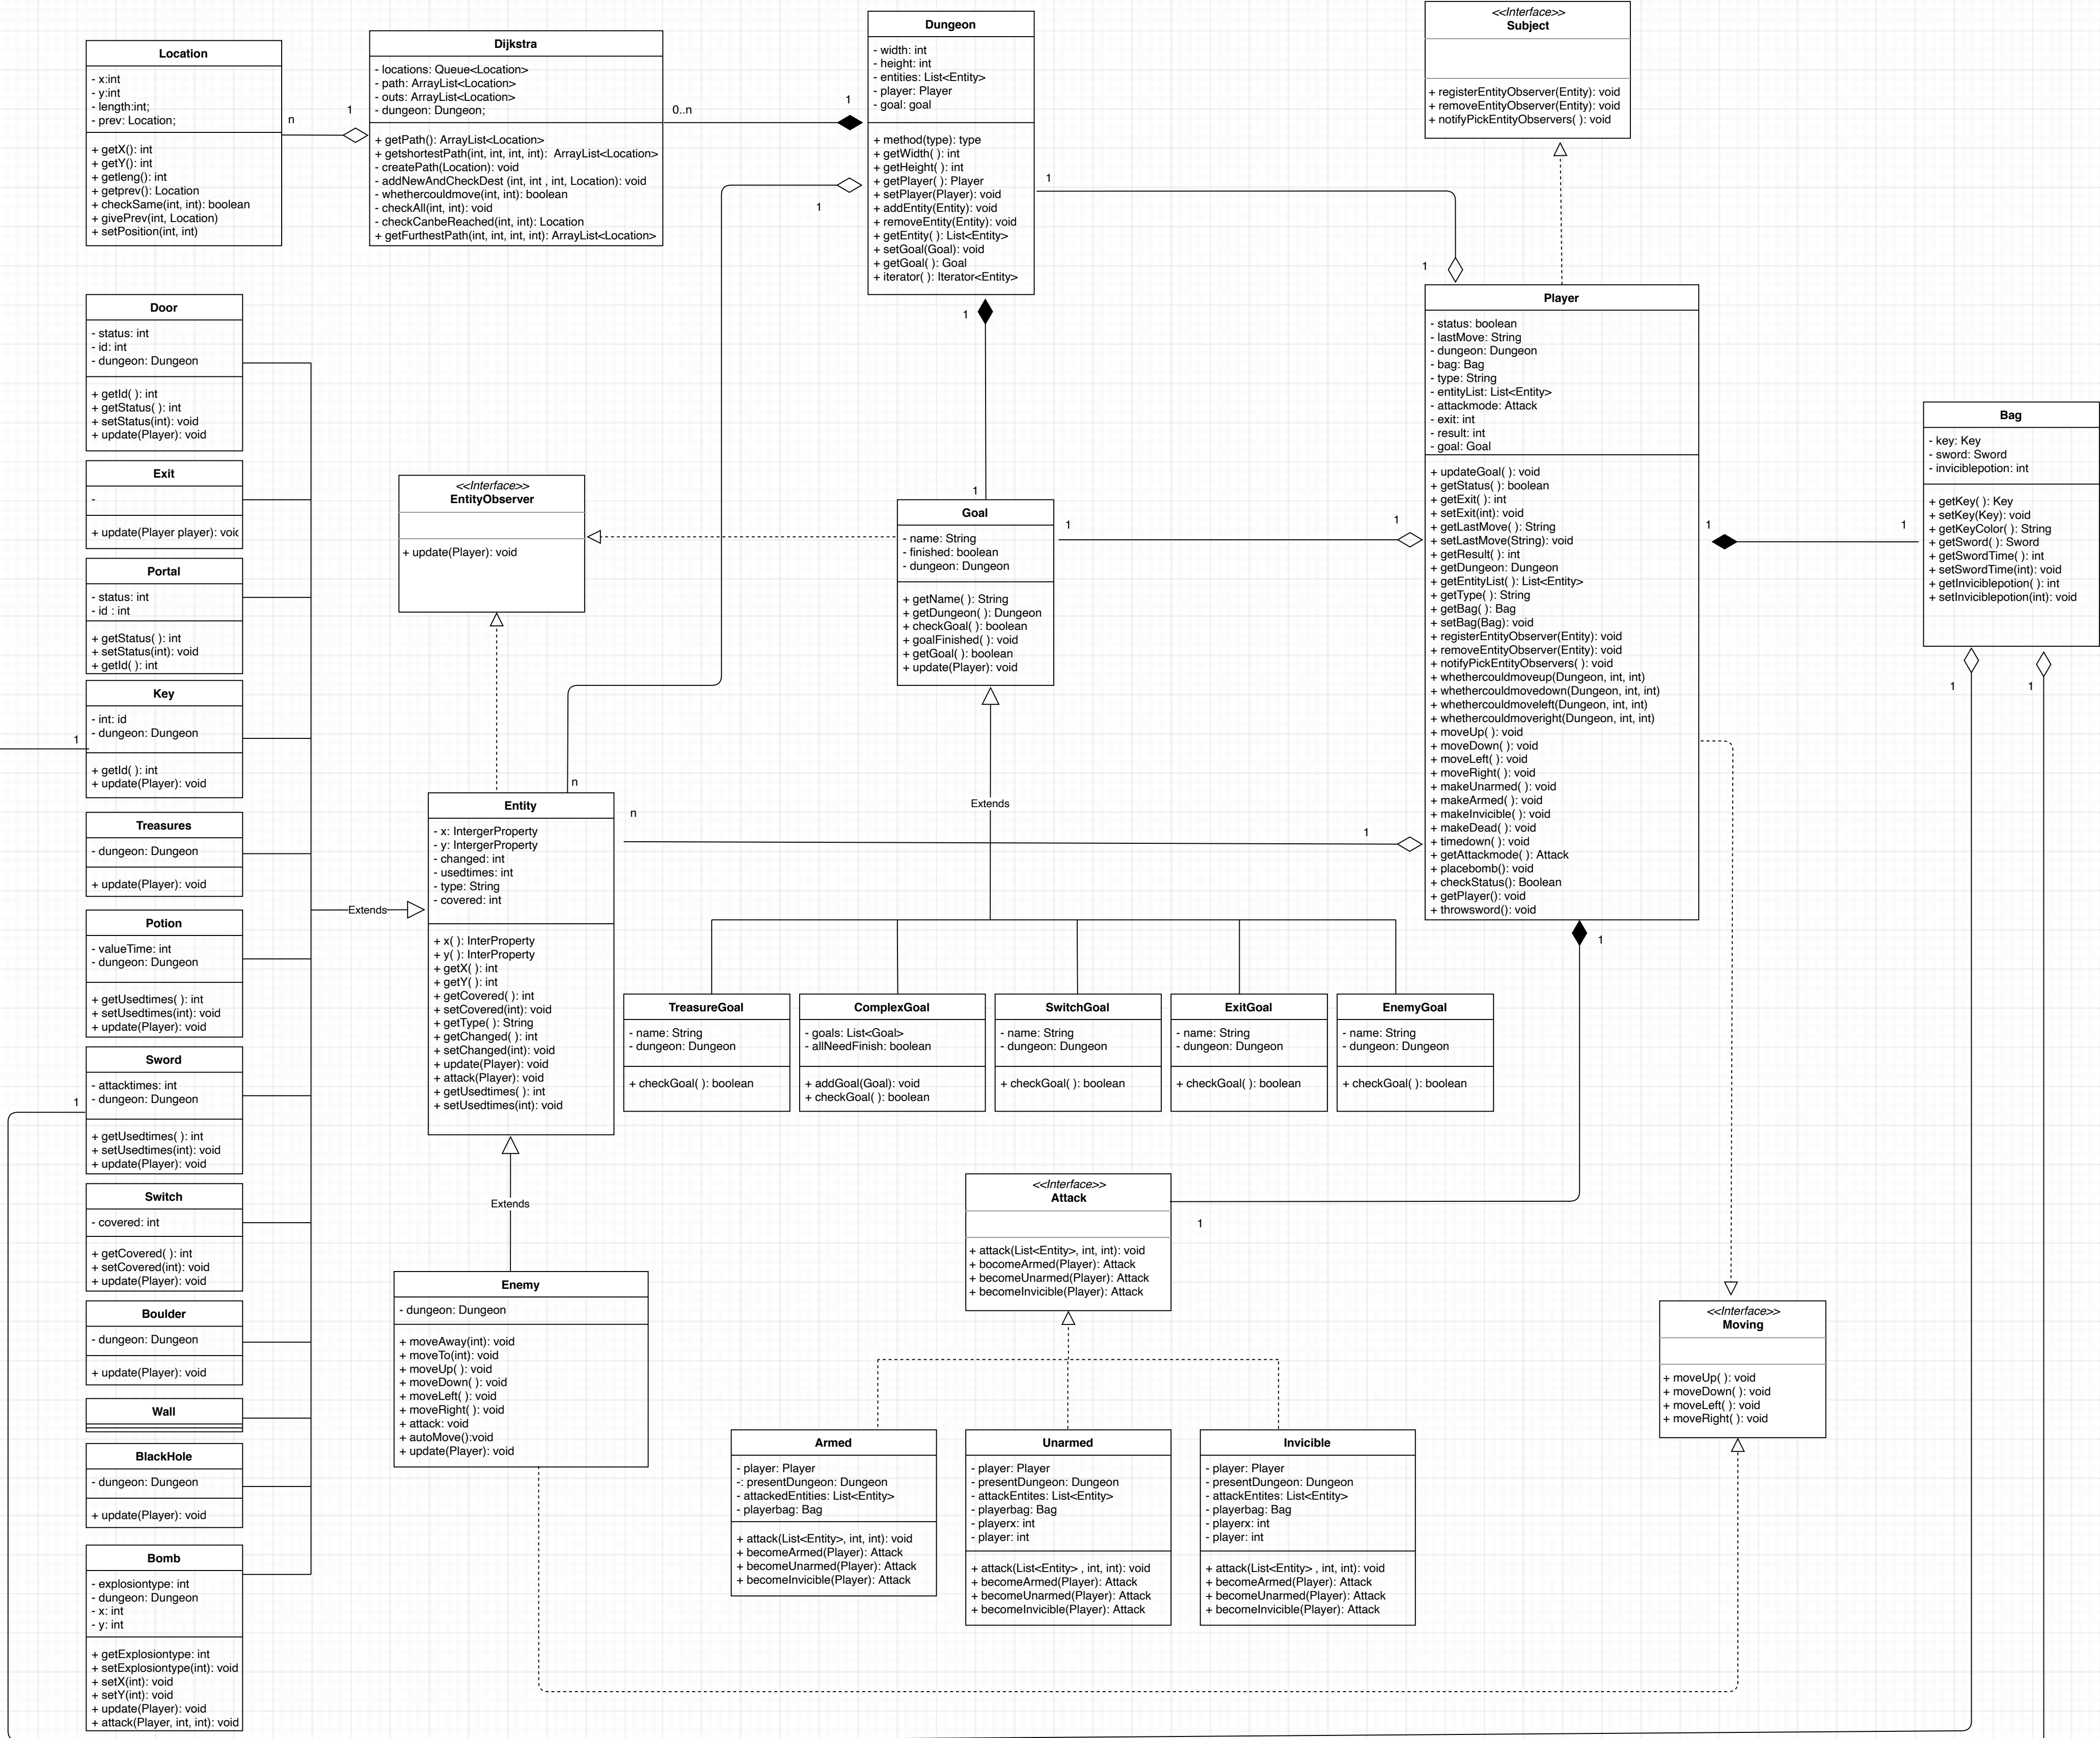 Location
- x:int
- y:int
- length:int;
- prev: Location;
+ getX(): int
+ getY(): int
+ getleng(): int
+ getprev(): Location
+ checkSame(int, int): boolean
+ givePrev(int, Location)
+ setPosition(int, int)
n
1
Dijkstra
- locations: Queue<Location>
- path: ArrayList<Location>
- outs: ArrayList<Location>
- dungeon: Dungeon;
+ getPath(): ArrayList<Location>
+ getshortestPath(int, int, int, int): ArrayList<Location>
- createPath(Location): void
- addNewAndCheckDest (int, int , int, Location): void
- whethercouldmove(int, int): boolean
- checkAll(int, int): void
- checkCanbeReached(int, int): Location
+ getFurthestPath(int, int, int, int): ArrayList<Location>
0..n
1
1
Dungeon
- width: int
- height: int
- entities: List<Entity>
- player: Player
- goal: goal
+ method(type): type
+ getWidth( ): int
+ getHeight( ): int
+ getPlayer( ): Player
+ setPlayer(Player): void
+ addEntity(Entity): void
+ removeEntity(Entity): void
+ getEntity( ): List<Entity>
+ setGoal(Goal): void
+ getGoal( ): Goal
+ iterator( ): Iterator<Entity>
1
1
1
1
<<Interface>>
Subject
+ registerEntityObserver(Entity): void
+ removeEntityObserver(Entity): void
+ notifyPickEntityObservers( ): void
Door
- status: int
- id: int
- dungeon: Dungeon
+ getId( ): int
+ getStatus( ): int
+ setStatus(int): void
+ update(Player): void
Exit
-
+ update(Player player): void
Portal
- status: int
- id : int
+ getStatus( ): int
+ setStatus(int): void
+ getId( ): int
Key
- int: id
- dungeon: Dungeon
+ getId( ): int
+ update(Player): void
1
Treasures
- dungeon: Dungeon
+ update(Player): void
Potion
- valueTime: int
- dungeon: Dungeon
+ getUsedtimes( ): int
+ setUsedtimes(int): void
+ update(Player): void
Sword
- attacktimes: int
- dungeon: Dungeon
+ getUsedtimes( ): int
+ setUsedtimes(int): void
+ update(Player): void
1
Switch
- covered: int
+ getCovered( ): int
+ setCovered(int): void
+ update(Player): void
Boulder
- dungeon: Dungeon
+ update(Player): void
Wall
BlackHole
- dungeon: Dungeon
+ update(Player): void
Bomb
- explosiontype: int
- dungeon: Dungeon
- x: int
- y: int
+ getExplosiontype: int
+ setExplosiontype(int): void
+ setX(int): void
+ setY(int): void
+ update(Player): void
+ attack(Player, int, int): void
Extends
<<Interface>>
EntityObserver
+ update(Player): void
Goal
- name: String
- finished: boolean
- dungeon: Dungeon
+ getName( ): String
+ getDungeon( ): Dungeon
+ checkGoal( ): boolean
+ goalFinished( ): void
+ getGoal( ): boolean
+ update(Player): void
1
1
Player
- status: boolean
- lastMove: String
- dungeon: Dungeon
- bag: Bag
- type: String
- entityList: List<Entity>
- attackmode: Attack
- exit: int
- result: int
- goal: Goal
+ updateGoal( ): void
+ getStatus( ): boolean
+ getExit( ): int
+ setExit(int): void
+ getLastMove( ): String
+ setLastMove(String): void
+ getResult( ): int
+ getDungeon: Dungeon
+ getEntityList( ): List<Entity>
+ getType( ): String
+ getBag( ): Bag
+ setBag(Bag): void
+ registerEntityObserver(Entity): void
+ removeEntityObserver(Entity): void
+ notifyPickEntityObservers( ): void
+ whethercouldmoveup(Dungeon, int, int)
+ whethercouldmovedown(Dungeon, int, int)
+ whethercouldmoveleft(Dungeon, int, int)
+ whethercouldmoveright(Dungeon, int, int)
+ moveUp( ): void
+ moveDown( ): void
+ moveLeft( ): void
+ moveRight( ): void
+ makeUnarmed( ): void
+ makeArmed( ): void
+ makeInvicible( ): void
+ makeDead( ): void
+ timedown( ): void
+ getAttackmode( ): Attack
+ placebomb(): void
+ checkStatus(): Boolean
+ getPlayer(): void
+ throwsword(): void
1
1
Bag
- key: Key
- sword: Sword
- inviciblepotion: int
+ getKey( ): Key
+ setKey(Key): void
+ getKeyColor( ): String
+ getSword( ): Sword
+ getSwordTime( ): int
+ setSwordTime(int): void
+ getInviciblepotion( ): int
+ setInviciblepotion(int): void
1
1
n
Entity
- x: IntergerProperty
- y: IntergerProperty
- changed: int
- usedtimes: int
- type: String
- covered: int
+ x( ): InterProperty
+ y( ): InterProperty
+ getX( ): int
+ getY( ): int
+ getCovered( ): int
+ setCovered(int): void
+ getType( ): String
+ getChanged( ): int
+ setChanged(int): void
+ update(Player): void
+ attack(Player): void
+ getUsedtimes( ): int
+ setUsedtimes(int): void
n
1
Extends
TreasureGoal
- name: String
- dungeon: Dungeon
+ checkGoal( ): boolean
ComplexGoal
- goals: List<Goal>
- allNeedFinish: boolean
+ addGoal(Goal): void
+ checkGoal( ): boolean
SwitchGoal
- name: String
- dungeon: Dungeon
+ checkGoal( ): boolean
ExitGoal
- name: String
- dungeon: Dungeon
+ checkGoal( ): boolean
EnemyGoal
- name: String
- dungeon: Dungeon
+ checkGoal( ): boolean
1
Extends
Enemy
- dungeon: Dungeon
+ moveAway(int): void
+ moveTo(int): void
+ moveUp( ): void
+ moveDown( ): void
+ moveLeft( ): void
+ moveRight( ): void
+ attack: void
+ autoMove():void
+ update(Player): void
<<Interface>>
Attack
+ attack(List<Entity>, int, int): void
+ bocomeArmed(Player): Attack
+ becomeUnarmed(Player): Attack
+ becomeInvicible(Player): Attack
1
Armed
- player: Player
-: presentDungeon: Dungeon
- attackedEntities: List<Entity>
- playerbag: Bag
+ attack(List<Entity>, int, int): void
+ becomeArmed(Player): Attack
+ becomeUnarmed(Player): Attack
+ becomeInvicible(Player): Attack
Unarmed
- player: Player
- presentDungeon: Dungeon
- attackEntites: List<Entity>
- playerbag: Bag
- playerx: int
- player: int
+ attack(List<Entity> , int, int): void
+ becomeArmed(Player): Attack
+ becomeUnarmed(Player): Attack
+ becomeInvicible(Player): Attack
Invicible
- player: Player
- presentDungeon: Dungeon
- attackEntites: List<Entity>
- playerbag: Bag
- playerx: int
- player: int
+ attack(List<Entity> , int, int): void
+ becomeArmed(Player): Attack
+ becomeUnarmed(Player): Attack
+ becomeInvicible(Player): Attack
<<Interface>>
Moving
+ moveUp( ): void
+ moveDown( ): void
+ moveLeft( ): void
+ moveRight( ): void